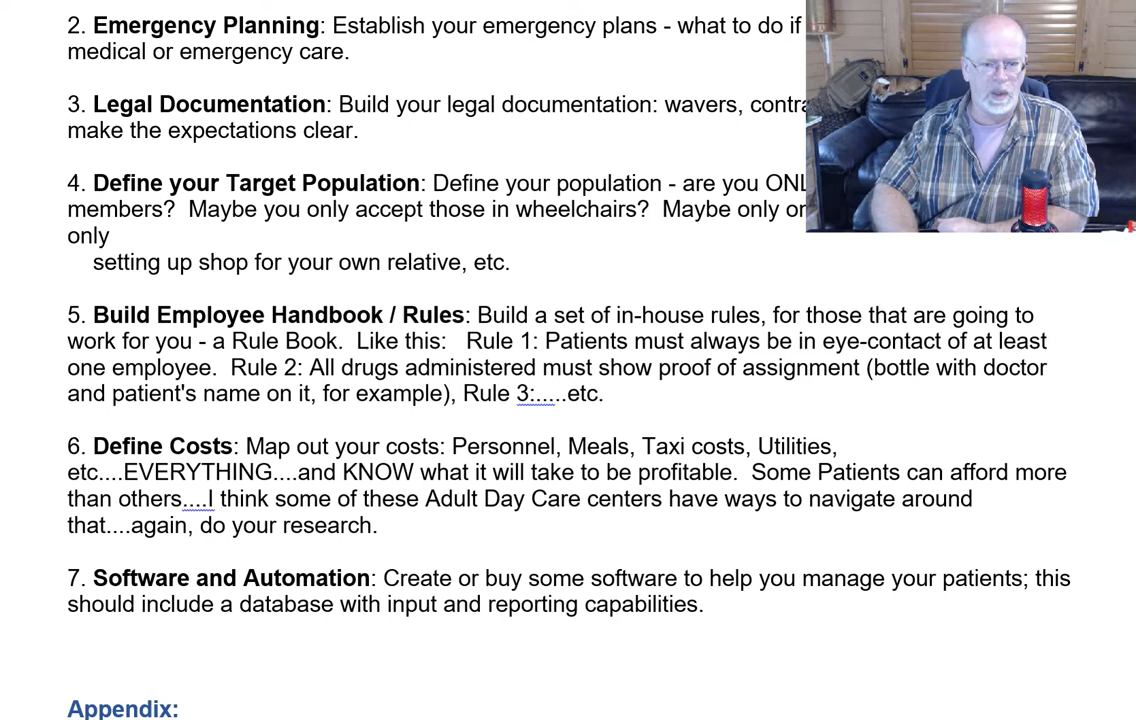 2. Emergency Planning: Establish your emergency plans - what to do if
medical or emergency care.
3. Legal Documentation: Build your legal documentation: wavers,
make the expectations clear.
4. Define your Target Population: Define your population - are you
members?  Maybe you only accept those in wheelchairs?  Maybe only
only
setting up shop for your own relative, etc.
5. Build Employee Handbook / Rules: Build a set of in-house rules, for those that are going to
work for you - a Rule Book.  Like this:   Rule 1: Patients must always be in eye-contact of at least
one employee.  Rule 2: All drugs administered must show proof of assignment (bottle with doctor
and patient's name on it, for example), Rule 3:.....etc.
6. Define Costs: Map out your costs: Personnel, Meals, Taxi costs, Utilities,
etc....EVERYTHING....and KNOW what it will take to be profitable.  Some Patients can afford more
than others....I think some of these Adult Day Care centers have ways to navigate around
that....again, do your research.
7. Software and Automation: Create or buy some software to help you manage your patients; this
should include a database with input and reporting capabilities.
Appendix: